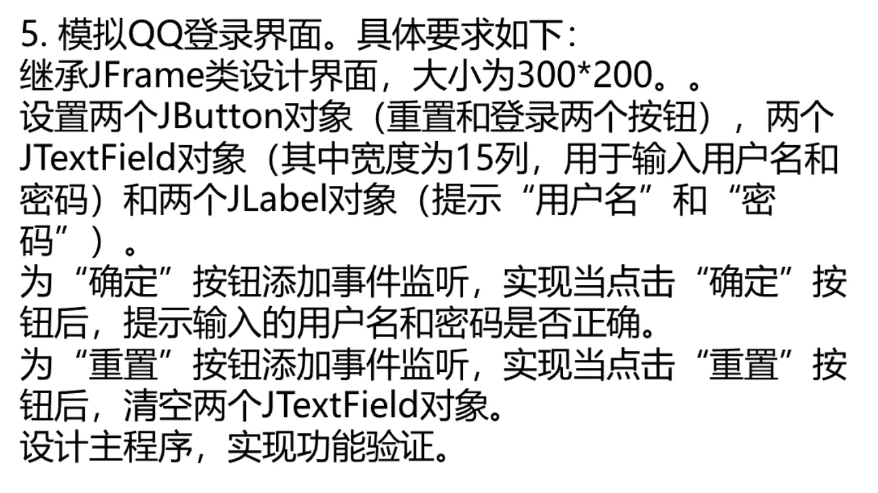 5. 模拟QQ登录界面。具体要求如下：
继承JFrame类设计界面，大小为300*200。。
设置两个JButton对象（重置和登录两个按钮），两个
JTextField对象（其中宽度为15列，用于输入用户名和
密码）和两个JLabel对象（提示“用户名”和“密
码”）。
为“确定”按钮添加事件监听，实现当点击“确定”按
钮后，提示输入的用户名和密码是否正确。
为“重置”按钮添加事件监听，实现当点击“重置”按
钮后，清空两个JTextField对象。
设计主程序，实现功能验证。